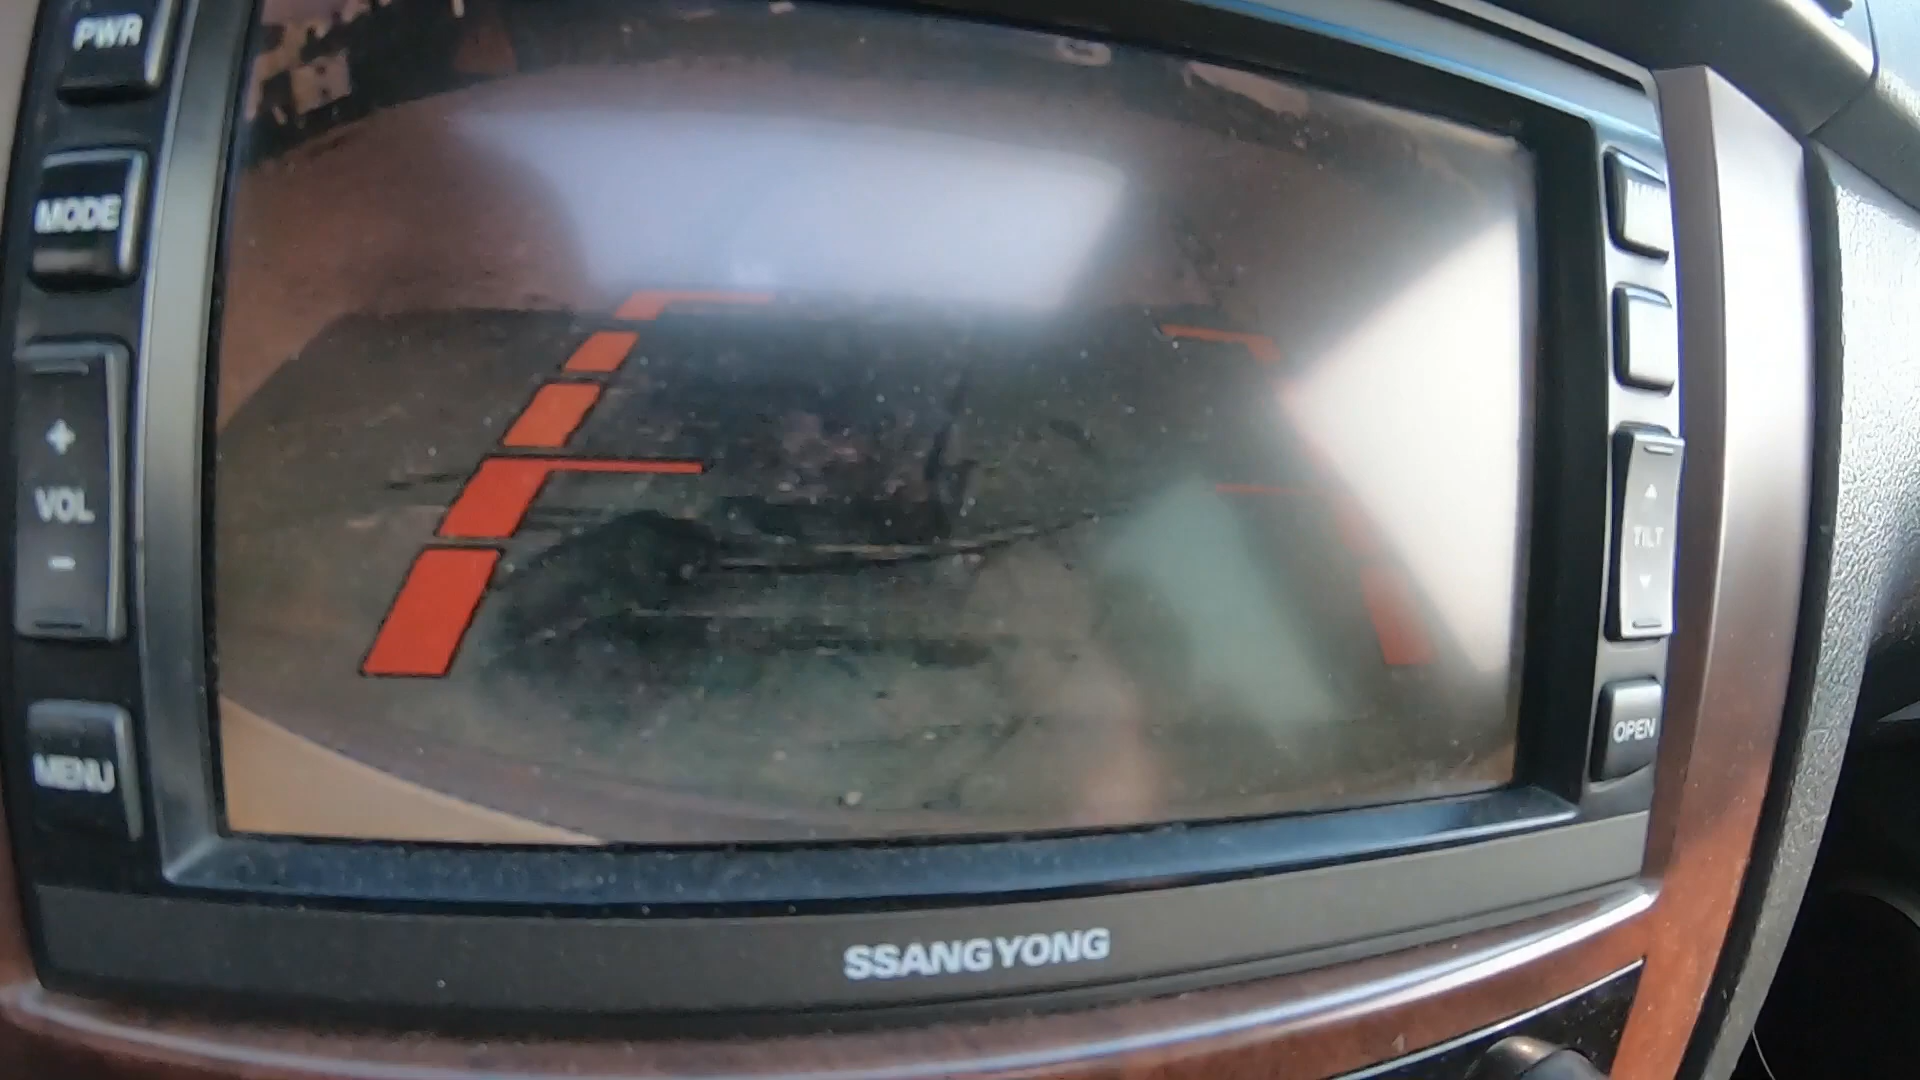 PWR
MODE
+
VOL
-
MENU
TILT
OPEN
SSANGYONG